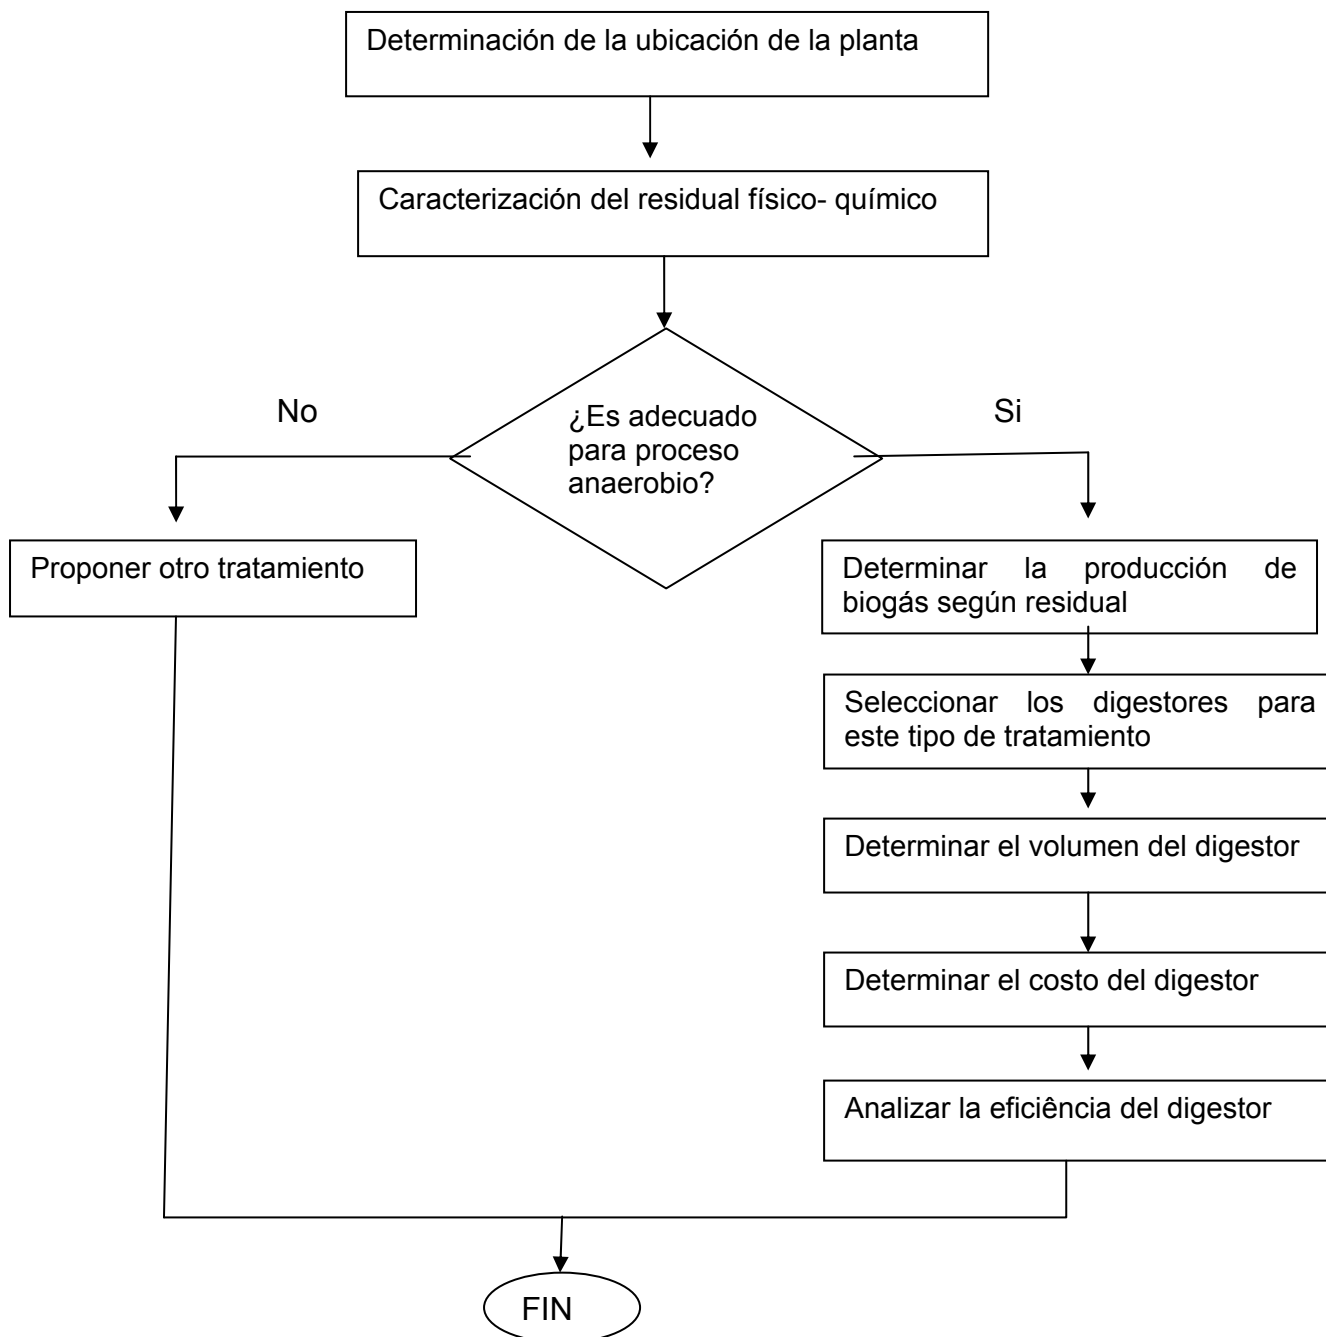 Determinación de la ubicación de la planta
Caracterización del residual físico- químico
No
¿Es adecuado
para proceso
anaerobio?
Si
Proponer otro tratamiento
Determinar la producción de
biogás según residual
Seleccionar los digestores para
este tipo de tratamiento
Determinar el volumen del digestor
Determinar el costo del digestor
Analizar la eficiência del digestor
FIN